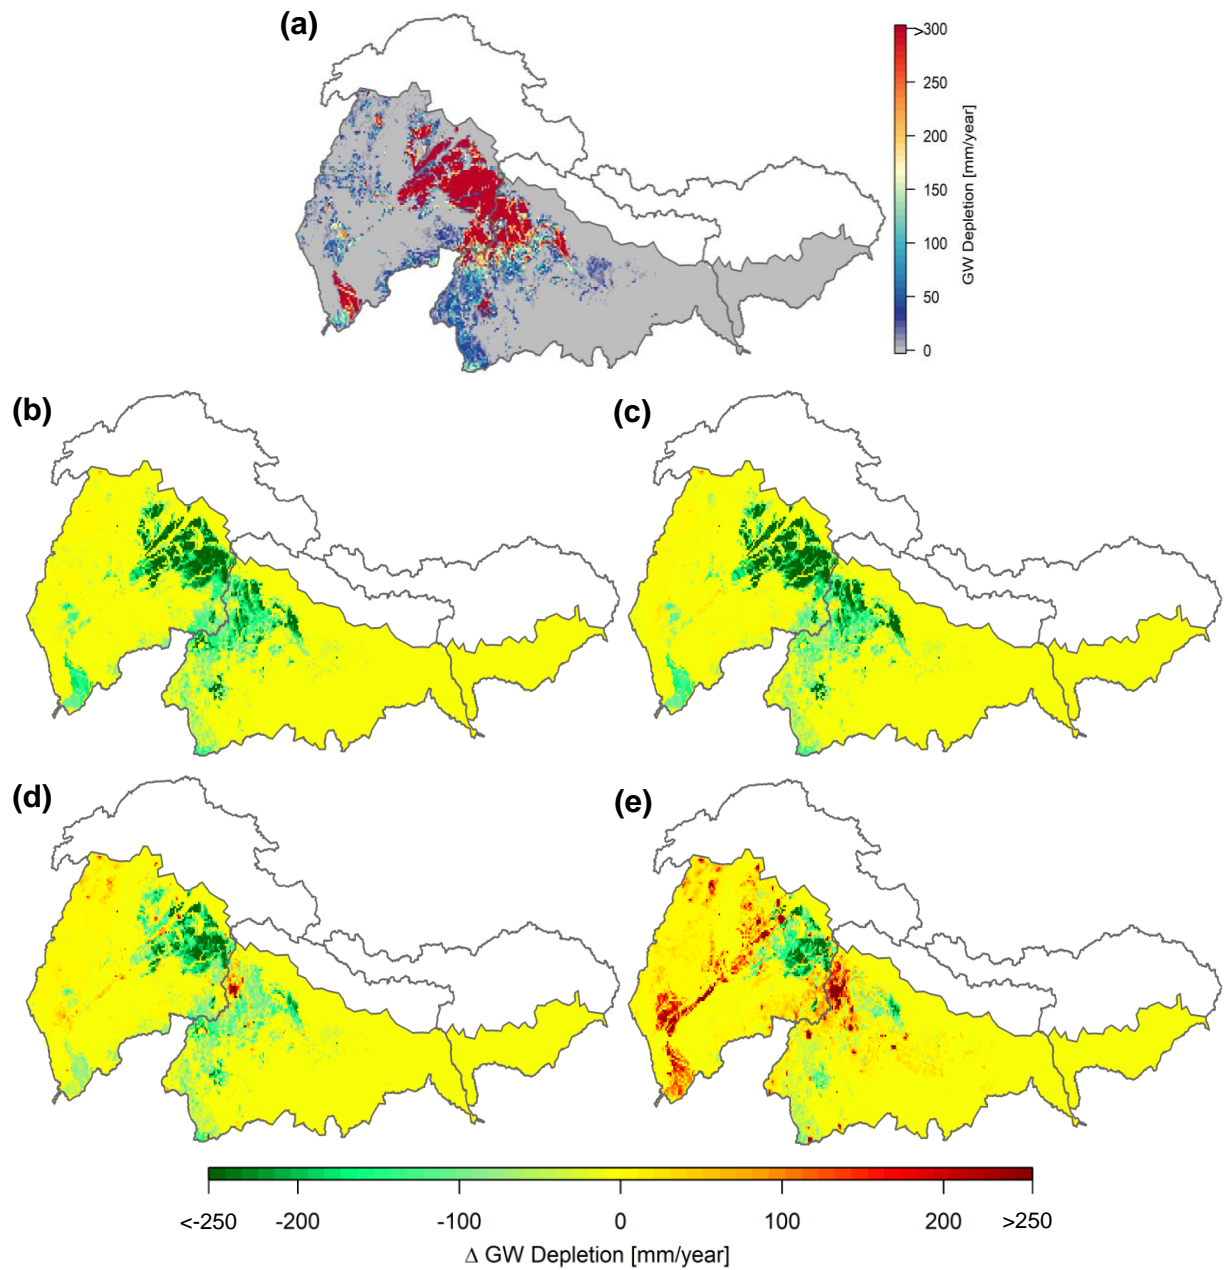 (a)
>300
250
200
150
100
50
0
GW Depletion [mm/year]
(b)
(c)
(d)
(e)
<-250 -200 -100 0 100 200 >250
Δ GW Depletion [mm/year]